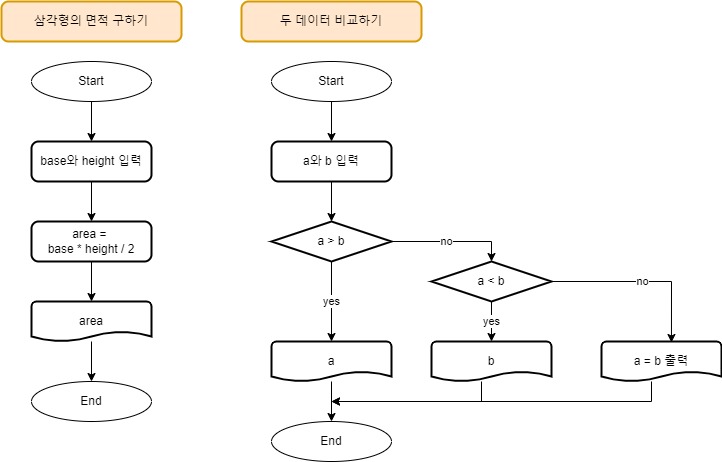 삼각형의 면적 구하기
Start
base와 height 입력
area =
base * height / 2
area
End
두 데이터 비교하기
Start
a와 b 입력
a > b
no
a < b
no
yes
yes
a
b
a = b 출력
End